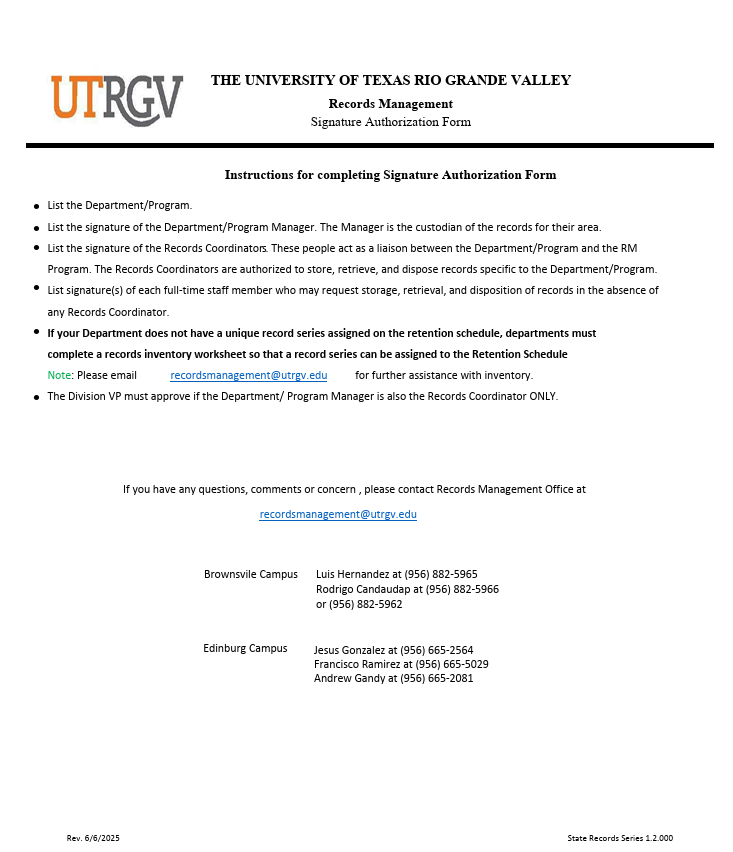 UTRGV
THE UNIVERSITY OF TEXAS RIO GRANDE VALLEY
Records Management
Signature Authorization Form
Instructions for completing Signature Authorization Form
● List the Department/Program.
● List the signature of the Department/Program Manager. The Manager is the custodian of the records for their area.
● List the signature of the Records Coordinators. These people act as a liaison between the Department/Program and the RM
Program. The Records Coordinators are authorized to store, retrieve, and dispose records specific to the Department/Program.
● List signature(s) of each full-time staff member who may request storage, retrieval, and disposition of records in the absence of
any Records Coordinator.
● If your Department does not have a unique record series assigned on the retention schedule, departments must
complete a records inventory worksheet so that a record series can be assigned to the Retention Schedule
Note: Please email recordsmanagement@utrgv.edu for further assistance with inventory.
● The Division VP must approve if the Department/ Program Manager is also the Records Coordinator ONLY.
If you have any questions, comments or concern , please contact Records Management Office at
recordsmanagement@utrgv.edu
Brownsvile Campus Luis Hernandez at (956) 882-5965
Rodrigo Candaudap at (956) 882-5966
or (956) 882-5962
Edinburg Campus Jesus Gonzalez at (956) 665-2564
Francisco Ramirez at (956) 665-5029
Andrew Gandy at (956) 665-2081
Rev. 6/6/2025 State Records Series 1.2.000